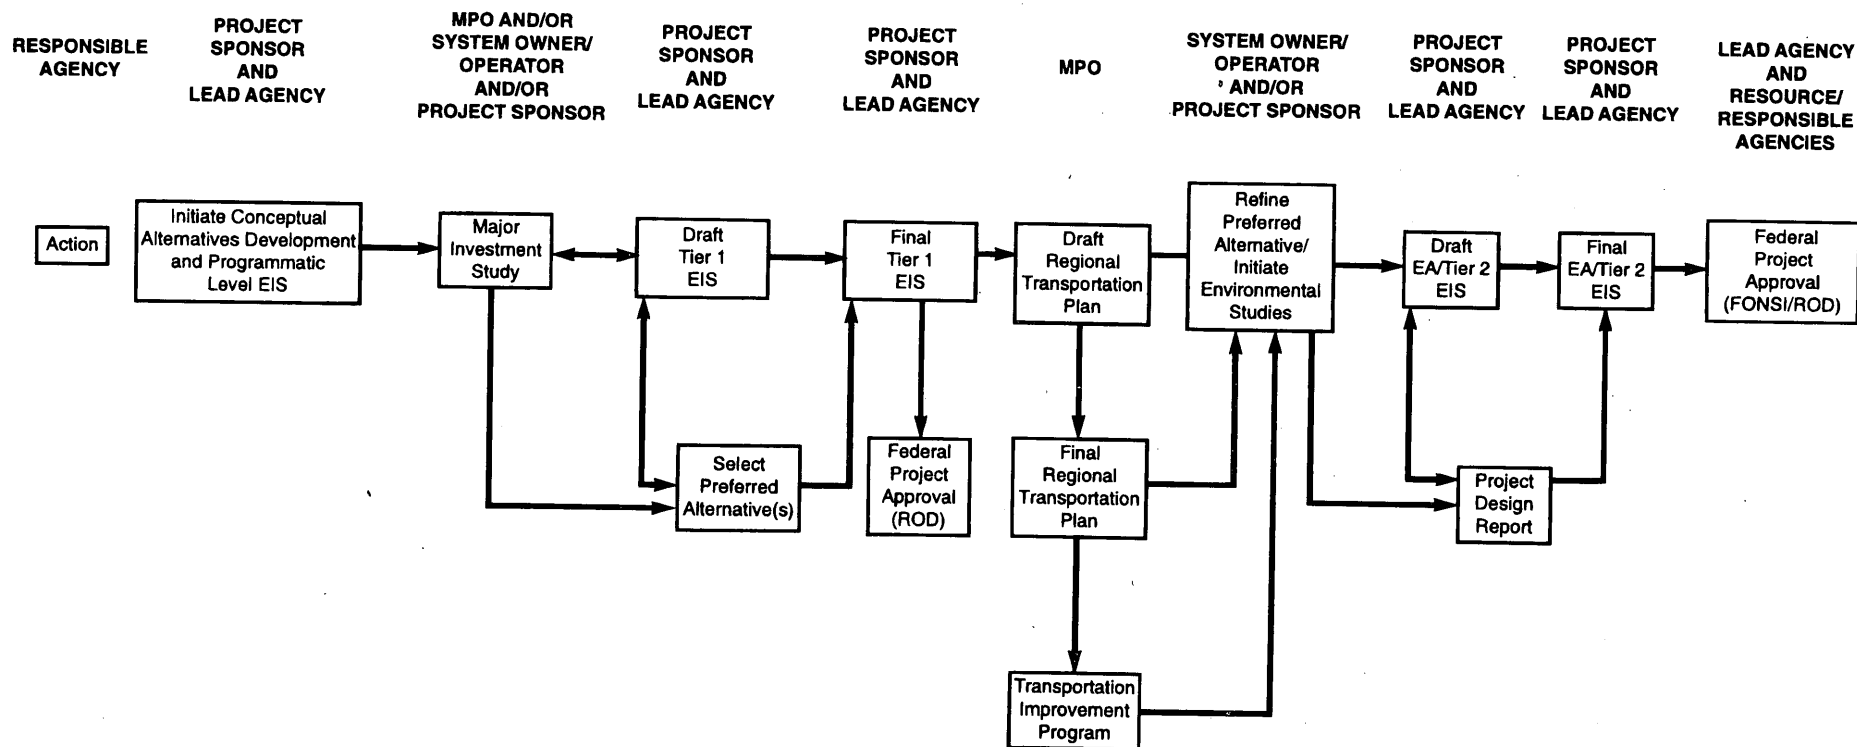 RESPONSIBLE
AGENCY
PROJECT
SPONSOR
AND
LEAD AGENCY
MPO AND/OR
SYSTEM OWNER/
OPERATOR
AND/OR
PROJECT SPONSOR
PROJECT
SPONSOR
AND
LEAD AGENCY
PROJECT
SPONSOR
AND
LEAD AGENCY
MPO
SYSTEM OWNER/
OPERATOR
AND/OR
PROJECT SPONSOR
PROJECT
SPONSOR
AND
LEAD AGENCY
PROJECT
SPONSOR
AND
LEAD AGENCY
LEAD AGENCY
AND
RESOURCE/
RESPONSIBLE
AGENCIES
Action
Initiate Conceptual
Alternatives Development
and Programmatic
Level EIS
Major
Investment
Study
Draft
Tier 1
EIS
Final
Tier 1
EIS
Draft
Regional
Transportation
Plan
Refine
Preferred
Alternative/
Initiate
Environmental
Studies
Draft
EA/Tier 2
EIS
Final
EA/Tier 2
EIS
Federal
Project
Approval
(FONSI/ROD)
Select
Preferred
Alternative(s)
Federal
Project
Approval
(ROD)
Final
Regional
Transportation
Plan
Project
Design
Report
Transportation
Improvement
Program